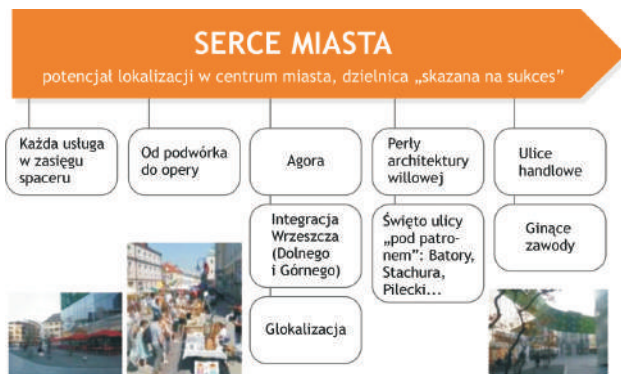 SERCE MIASTA
potencjał lokalizacji w centrum miasta, dzielnica „skazana na sukces”
Każda usługa
w zasięgu
spaceru
Od podwórka
do opery
Agora
Integracja
Wrzeszcza
(Dolnego
i Górnego)
Glokalizacja
Perły
architektury
willowej
Święto ulicy
„pod patro-
nem”: Batory,
Stachura,
Pilecki...
Ulice
handlowe
Ginące
zawody